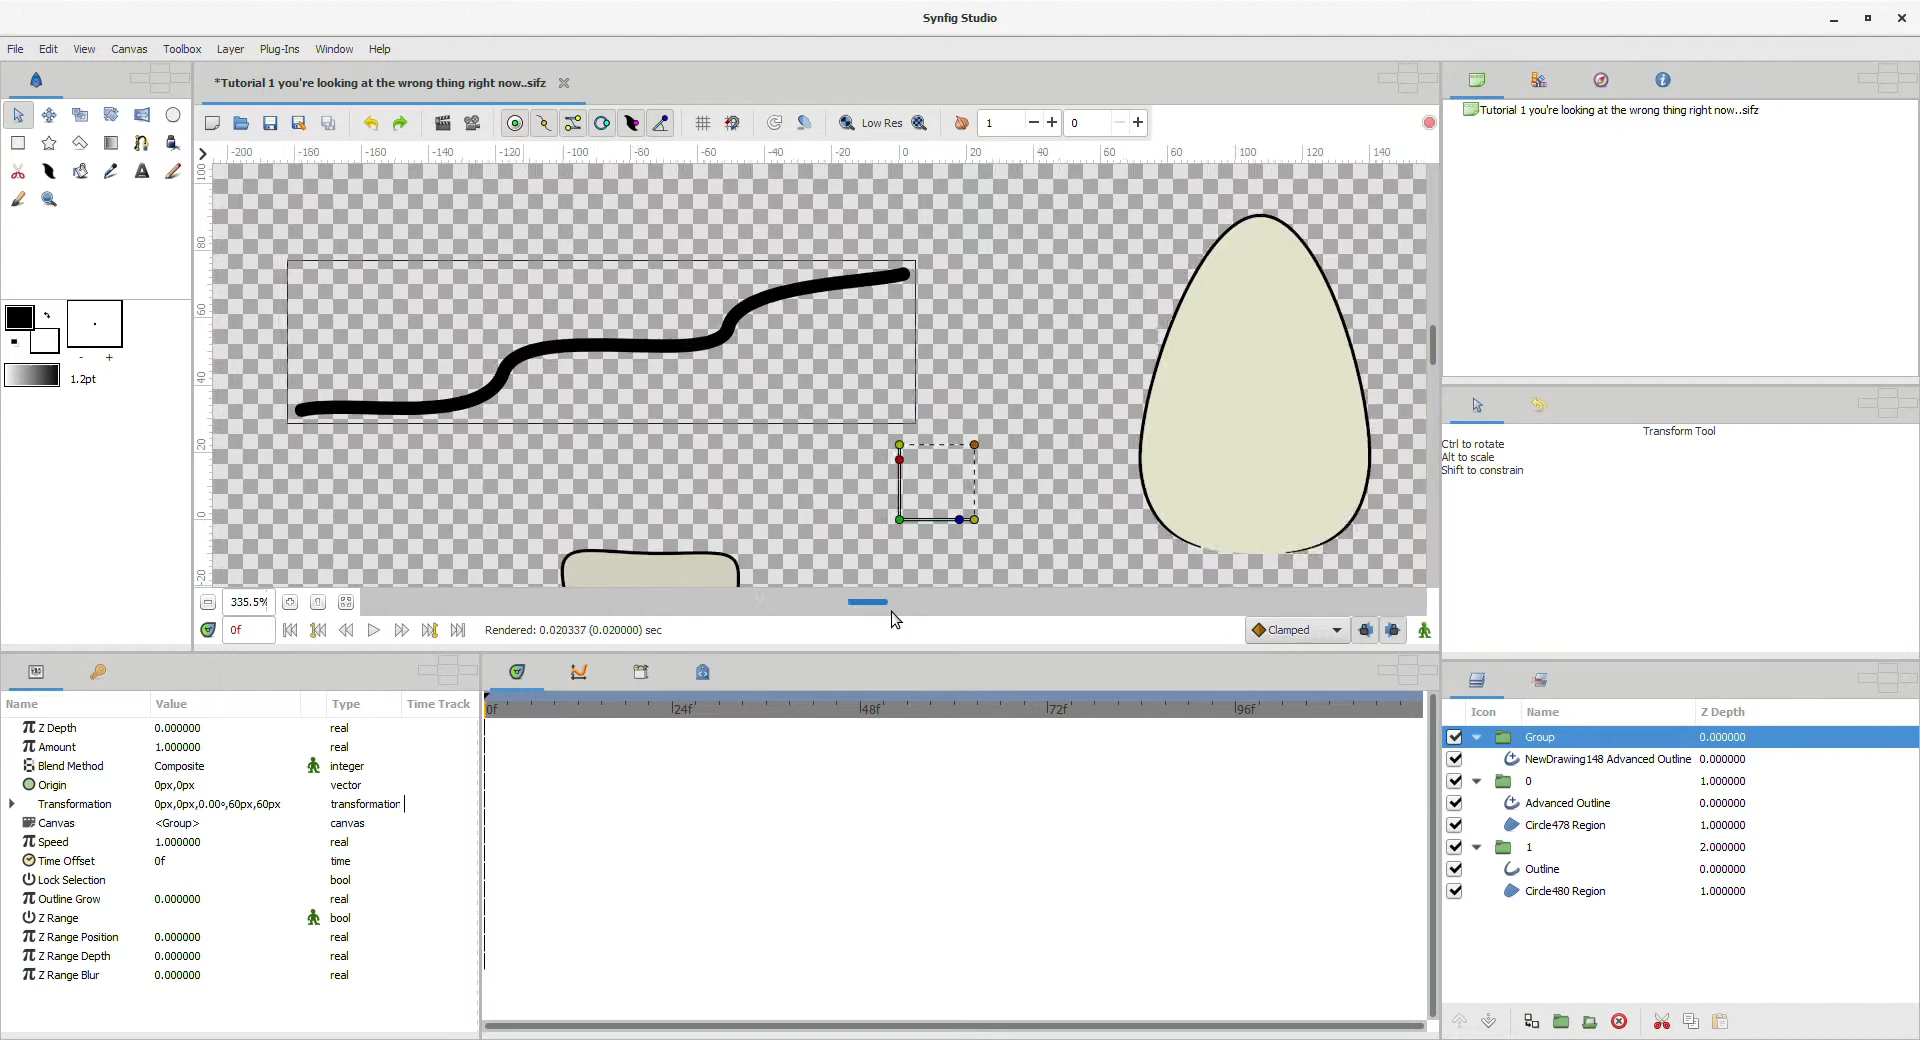 Synfig Studio
File Edit View Canvas Toolbox Layer Plug-Ins Window Help
*Tutorial 1 you're looking at the wrong thing right now..sifz
Low Res 1 0
-200 -180 -160 -140 -120 -100 -80 -60 -40 -20 0 20 40 60 80 100 120 140
100
80
60
40
20
0
-20
1.2pt
335.5%
0f
Rendered: 0.020337 (0.020000) sec
Clamped
Tutorial 1 you're looking at the wrong thing right now..sifz
Transform Tool
Ctrl to rotate
Alt to scale
Shift to constrain
Name Value Type Time Track
Z Depth 0.000000 real
Amount 1.000000 real
Blend Method Composite integer
Origin 0px,0px vector
Transformation 0px,0px,0.00°,60px,60px transformation
Canvas <Group> canvas
Speed 1.000000 real
Time Offset 0f time
Lock Selection bool
Outline Grow 0.000000 real
Z Range bool
Z Range Position 0.000000 real
Z Range Depth 0.000000 real
Z Range Blur 0.000000 real
0f 24f 48f 72f 96f
Icon Name Z Depth
Group 0.000000
NewDrawing148 Advanced Outline 0.000000
0 1.000000
Advanced Outline 0.000000
Circle478 Region 1.000000
1 2.000000
Outline 0.000000
Circle480 Region 1.000000